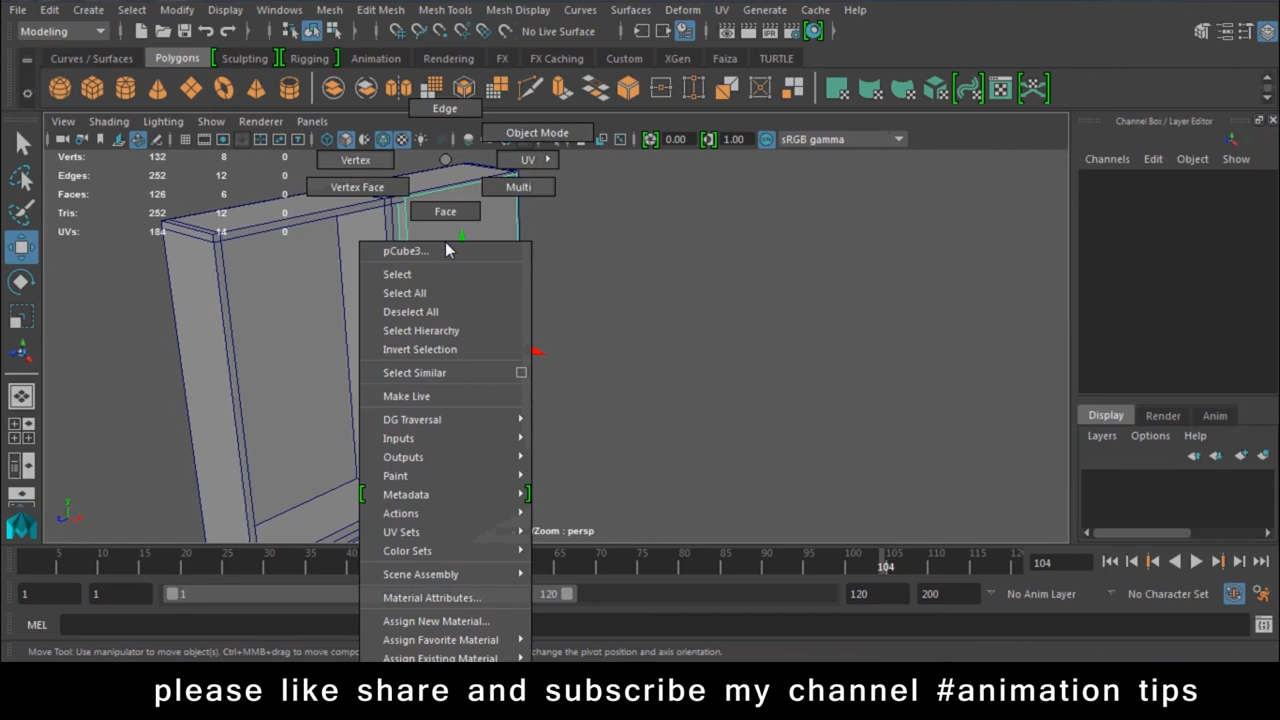 File Edit Create Select Modify Display Windows Mesh Edit Mesh Mesh Tools Mesh Display Curves Surfaces Deform UV Generate Cache Help
Modeling No Live Surface
Curves / Surfaces Polygons Sculpting Rigging Animation Rendering FX FX Caching Custom XGen Faiza TURTLE
View Shading Lighting Show Renderer Panels
0.00 1.00 sRGB gamma
Verts: 132 8 0
Edges: 252 12 0
Faces: 126 6 0
Tris: 252 12 0
UVs: 184 14 0
Edge
Object Mode
Vertex UV
Vertex Face Multi
Face
pCube3...
Select
Select All
Deselect All
Select Hierarchy
Invert Selection
Select Similar
Make Live
DG Traversal
Inputs
Outputs
Paint
Metadata
Actions
UV Sets
Color Sets
Scene Assembly
Material Attributes...
Assign New Material...
Assign Favorite Material
Assign Existing Material
/Zoom : persp
y
Channel Box / Layer Editor
Channels Edit Object Show
Display Render Anim
Layers Options Help
5 10 15 20 25 30 35 40 65 70 75 80 85 90 95 100 104 105 110 115 12
104
1 1 1 120 120 200 No Anim Layer No Character Set
MEL
Move Tool: Use manipulator to move object(s). Ctrl+MMB+drag to move compo change the pivot position and axis orientation.
please like share and subscribe my channel #animation tips